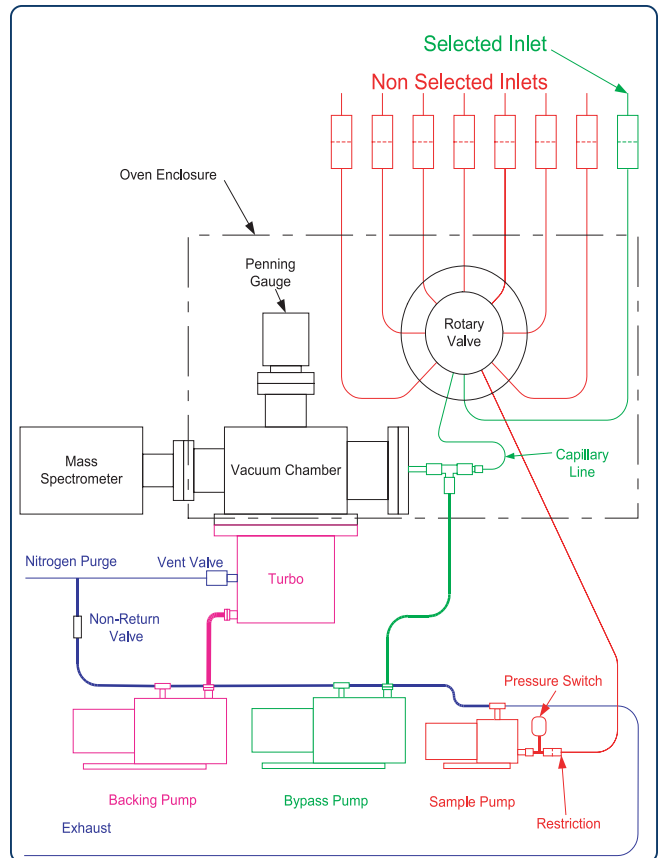 Selected Inlet
Non Selected Inlets
Oven Enclosure
Penning
Gauge
Rotary
Valve
Mass
Spectrometer
Vacuum Chamber
Capillary
Line
Nitrogen Purge
Vent Valve
Turbo
Non-Return
Valve
Pressure Switch
Backing Pump
Bypass Pump
Sample Pump
Restriction
Exhaust